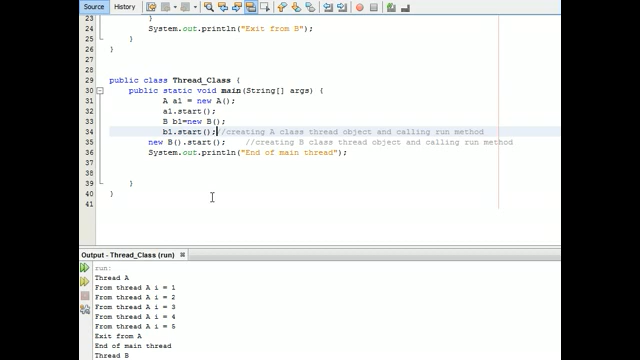 Source History
23 }
24 System.out.println("Exit from B");
25 }
26 }
27
28
29 public class Thread_Class {
30 public static void main(String[] args) {
31 A a1 = new A();
32 a1.start();
33 B b1=new B();
34 b1.start();//creating A class thread object and calling run method
35 new B().start(); //creating B class thread object and calling run method
36 System.out.println("End of main thread");
37
38
39 }
40 }
41
Output - Thread_Class (run)
run:
Thread A
From thread A i = 1
From thread A i = 2
From thread A i = 3
From thread A i = 4
From thread A i = 5
Exit from A
End of main thread
Thread B